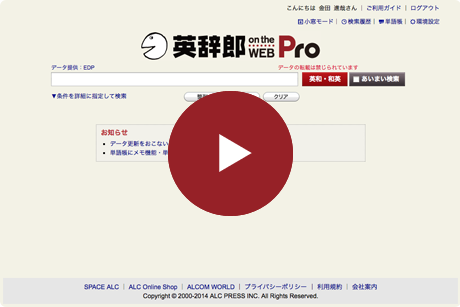 こんにちは 金田 達哉さん | ご利用ガイド | ログアウト
小窓モード | 検索履歴 | 単語帳 | 環境設定
英辞郎 on the WEB Pro
データ提供：EDP データの転載は禁じられています
英和・和英 あいまい検索
▼条件を詳細に指定して検索 クリア
お知らせ
データ更新をおこない
単語帳にメモ機能・単
SPACE ALC | ALC Online Shop | ALCOM WORLD | プライバシーポリシー | 利用規約 | 会社案内
Copyright © 2000-2014 ALC PRESS INC. All Rights Reserved.